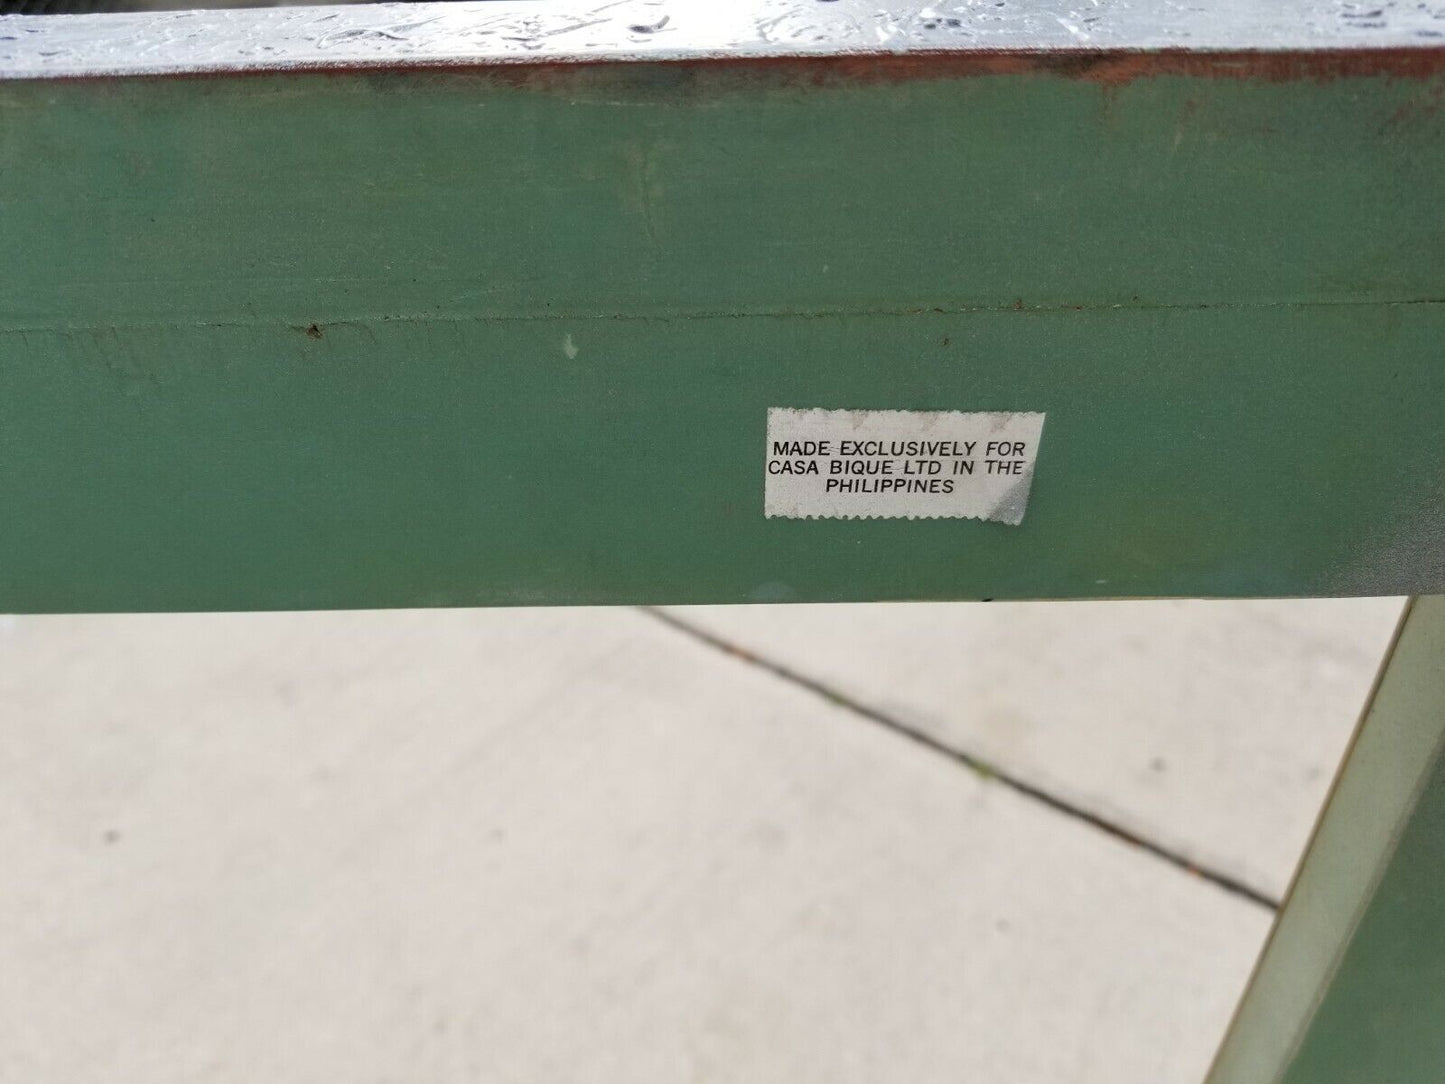 MADE EXCLUSIVELY FOR
CASA BIQUE LTD IN THE
PHILIPPINES